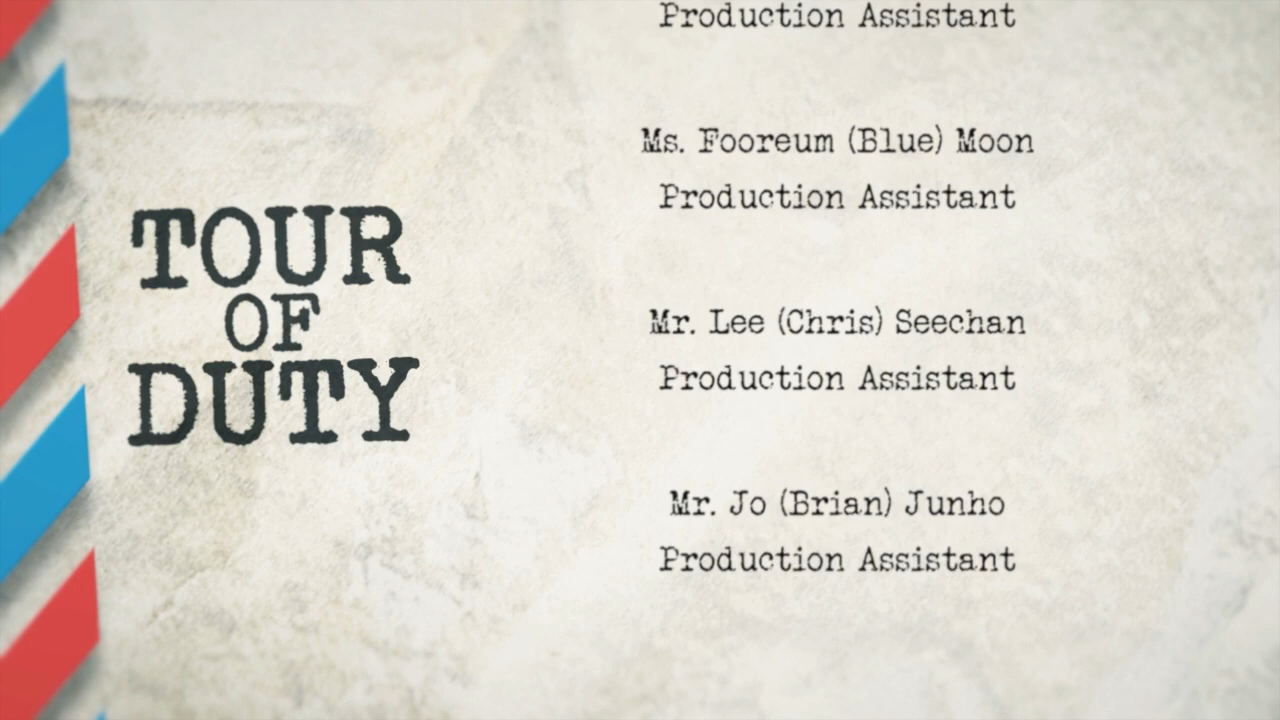 TOUR
OF
DUTY
Production Assistant
Ms. Fooreum (Blue) Moon
Production Assistant
Mr. Lee (Chris) Seechan
Production Assistant
Mr. Jo (Brian) Junho
Production Assistant